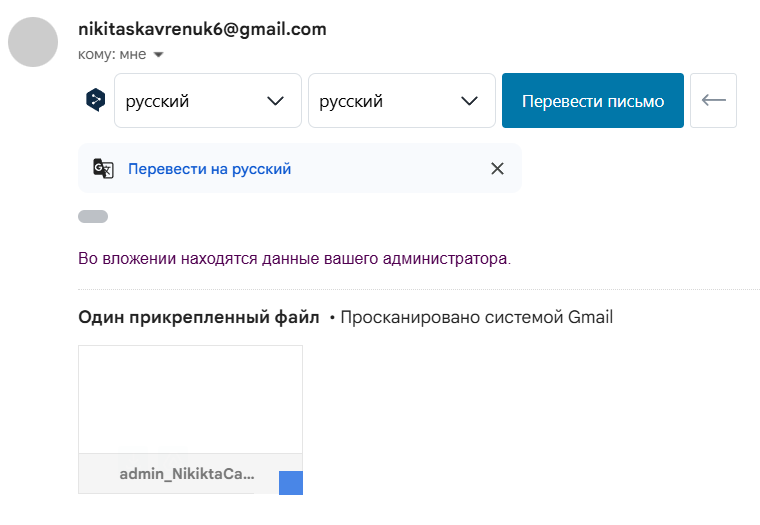 nikitaskavrenuk6@gmail.com
кому: мне
русский русский Перевести письмо
Перевести на русский
Во вложении находятся данные вашего администратора.
Один прикрепленный файл • Просканировано системой Gmail
admin_NikiktaCa...